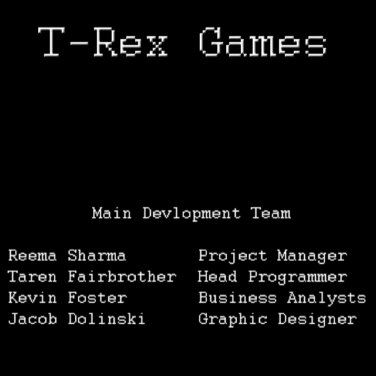 T-Rex Games
Main Devlopment Team
Reema Sharma Project Manager
Taren Fairbrother Head Programmer
Kevin Foster Business Analysts
Jacob Dolinski Graphic Designer